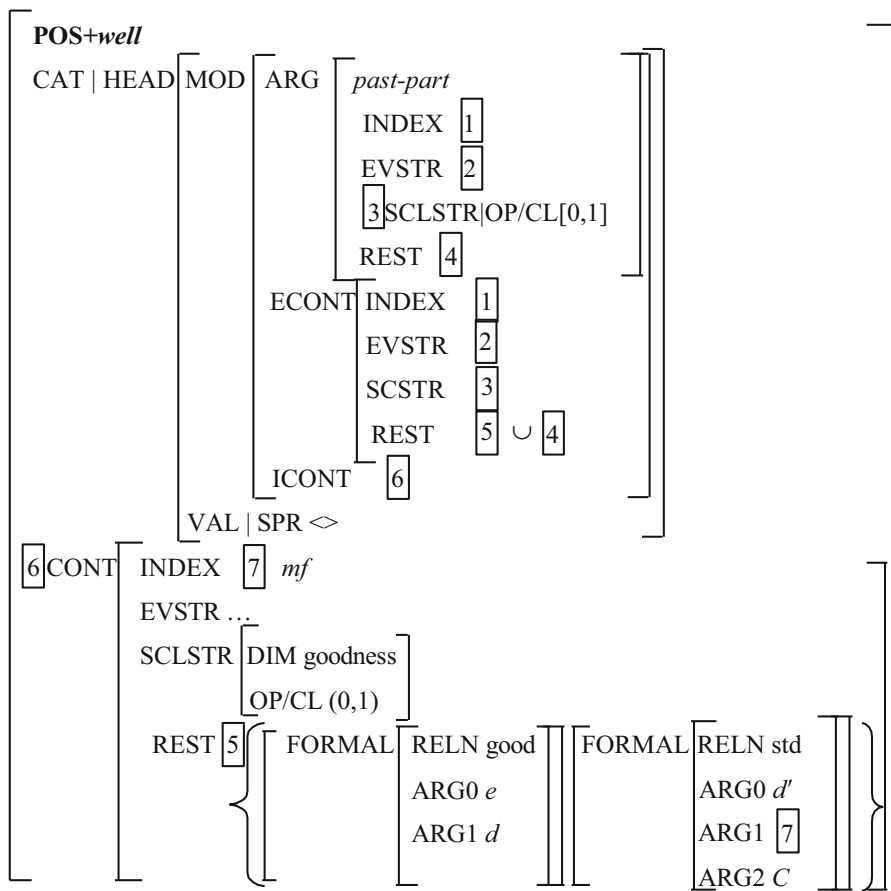 POS+well
CAT | HEAD MOD ARG past-part
INDEX 1
EVSTR 2
3 SCLSTR|OP/CL[0,1]
REST 4
ECONT INDEX 1
EVSTR 2
SCSTR 3
REST 5 ∪ 4
ICONT 6
VAL | SPR <>
6 CONT INDEX 7 mf
EVSTR …
SCLSTR DIM goodness
OP/CL (0,1)
REST 5 { FORMAL RELN good FORMAL RELN std }
ARG0 e ARG0 d′
ARG1 d ARG1 7
ARG2 C